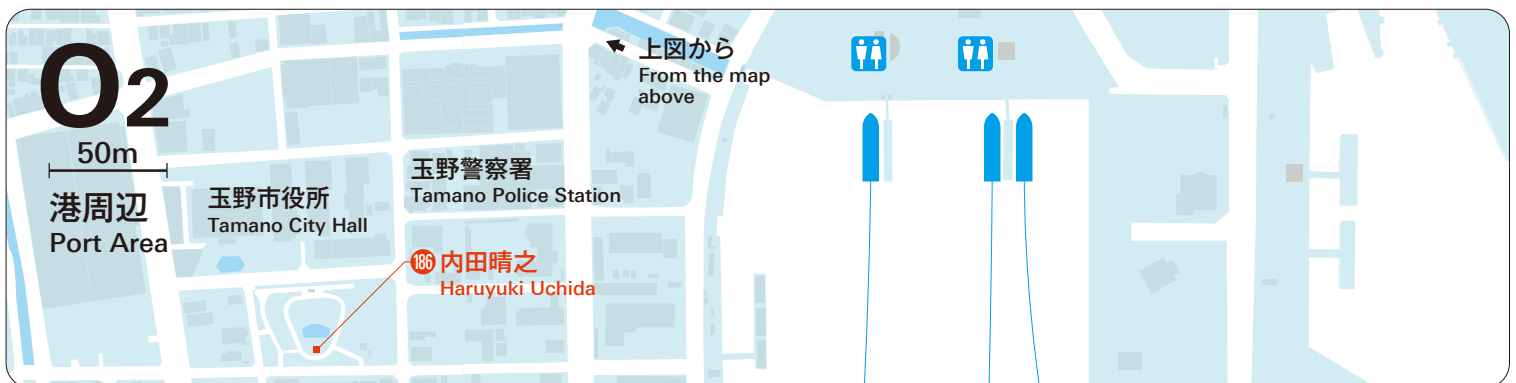 O2
50m
港周辺
Port Area
玉野市役所
Tamano City Hall
玉野警察署
Tamano Police Station
186 内田晴之
Haruyuki Uchida
上図から
From the map
above